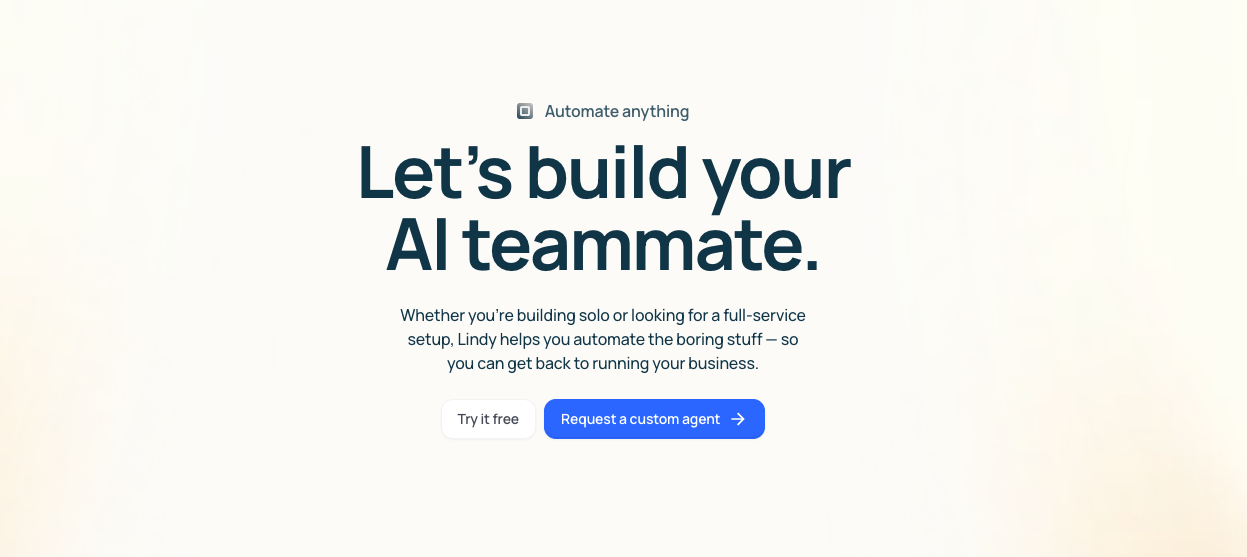 Automate anything
Let’s build your
AI teammate.
Whether you’re building solo or looking for a full-service
setup, Lindy helps you automate the boring stuff — so
you can get back to running your business.
Try it free
Request a custom agent →